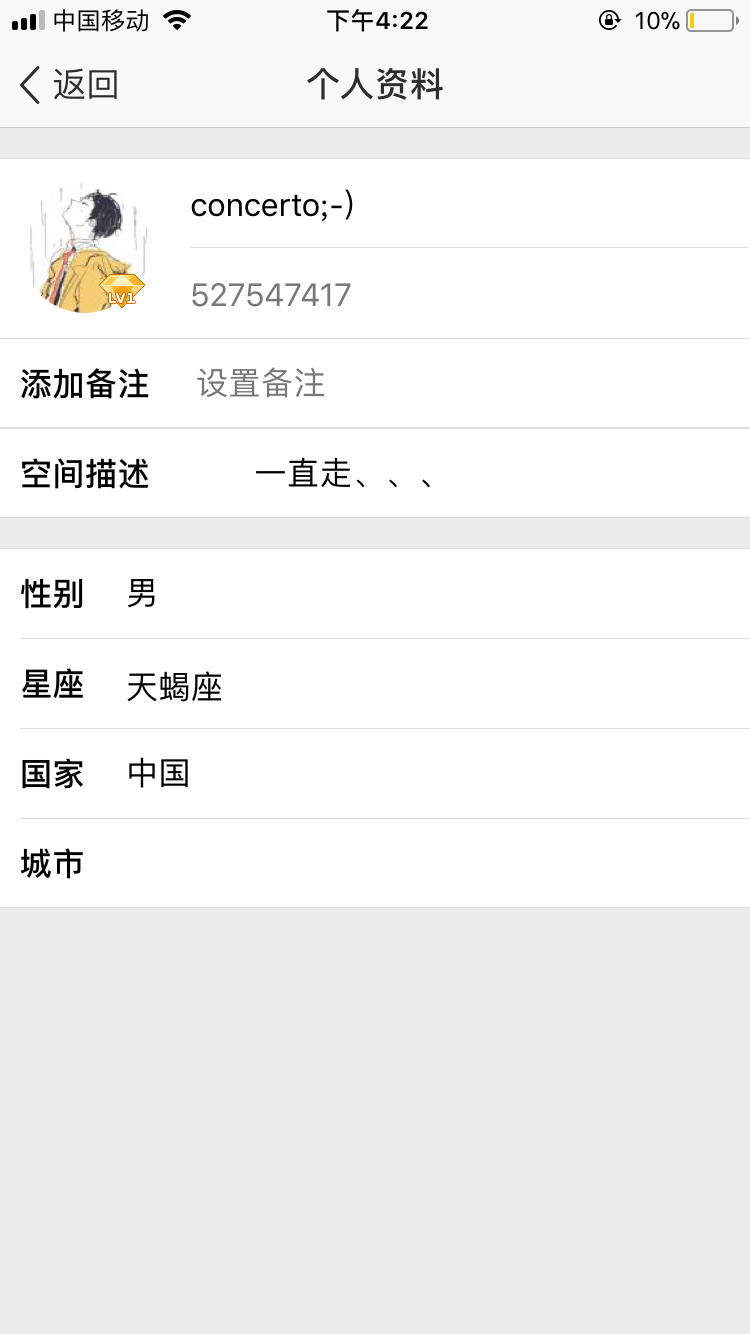 中国移动 下午4:22 10%
返回 个人资料
concerto;-)
LV1
527547417
添加备注 设置备注
空间描述 一直走、、、
性别 男
星座 天蝎座
国家 中国
城市